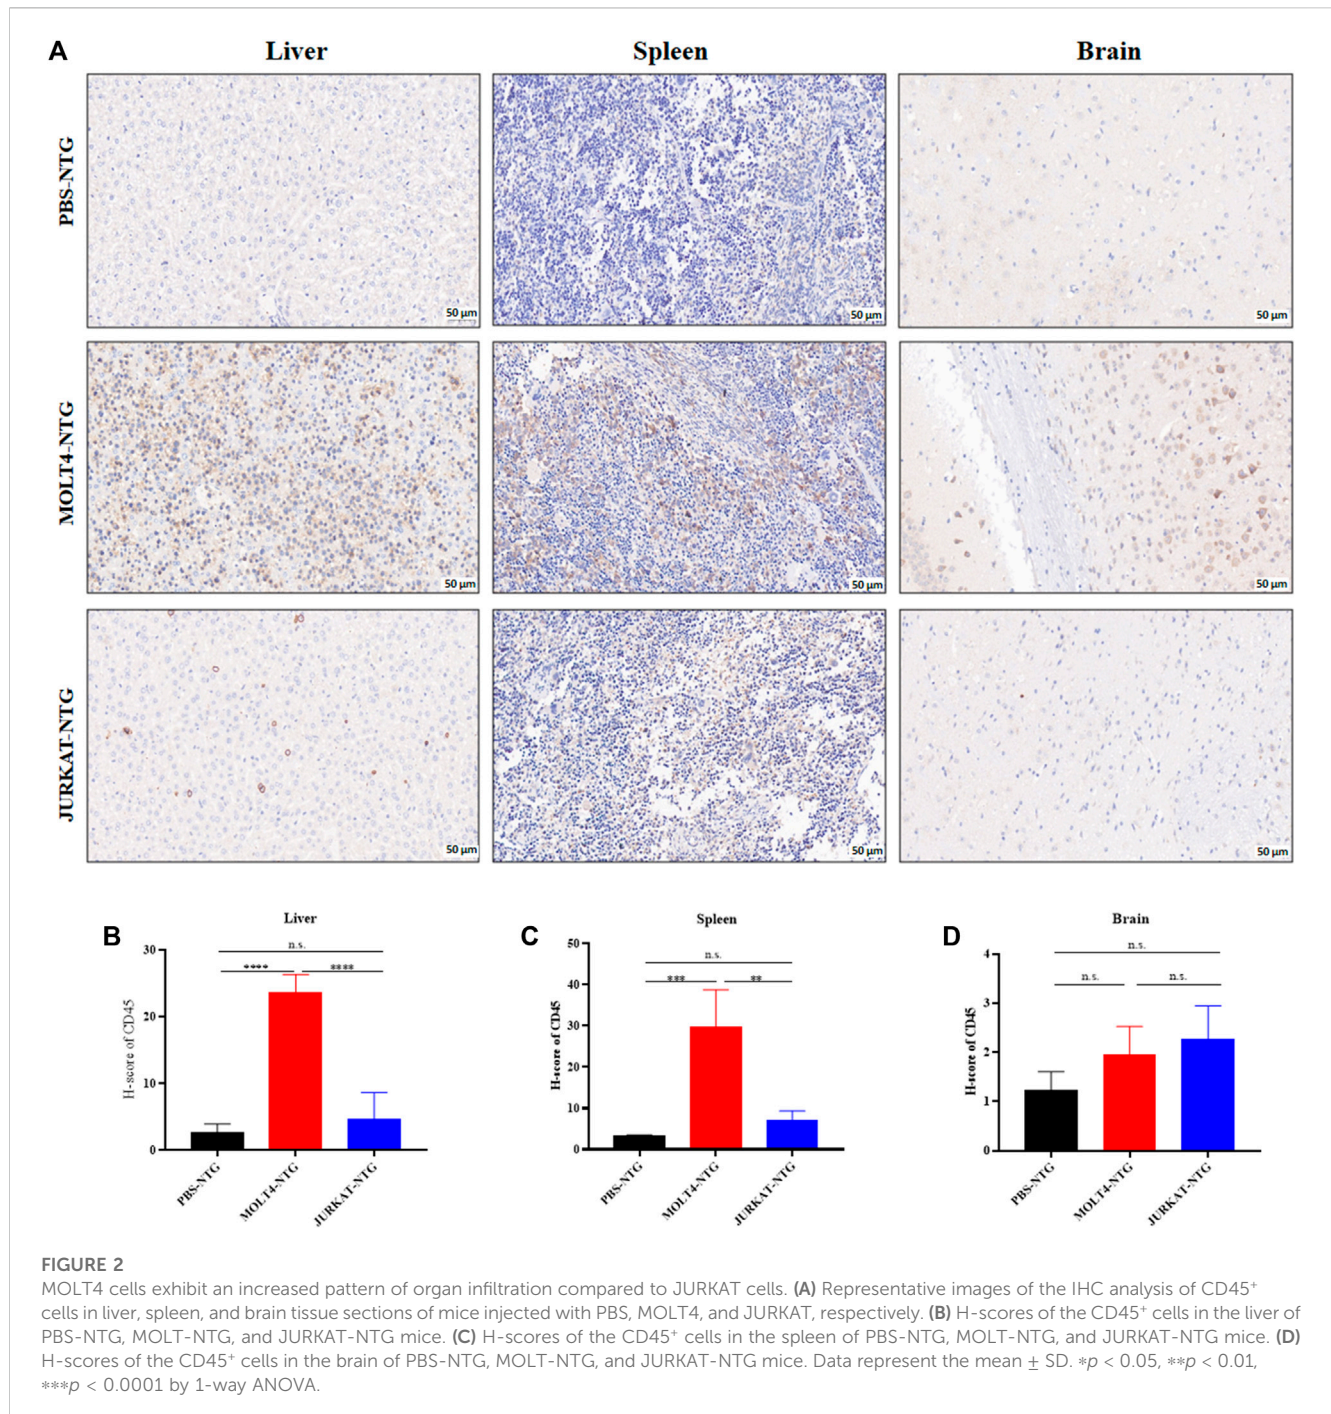 A
Liver
Spleen
Brain
PBS-NTG
50 µm
50 µm
50 µm
MOLT4-NTG
50 µm
50 µm
50 µm
JURKAT-NTG
50 µm
50 µm
50 µm
B
Liver
H-score of CD45
30
20
10
0
n.s.
****
****
PBS-NTG
MOLT4-NTG
JURKAT-NTG
C
Spleen
H-score of CD45
50
40
30
20
10
0
n.s.
***
**
PBS-NTG
MOLT4-NTG
JURKAT-NTG
D
Brain
H-score of CD45
4
3
2
1
0
n.s.
n.s.
n.s.
PBS-NTG
MOLT4-NTG
JURKAT-NTG
FIGURE 2
MOLT4 cells exhibit an increased pattern of organ infiltration compared to JURKAT cells. (A) Representative images of the IHC analysis of CD45⁺
cells in liver, spleen, and brain tissue sections of mice injected with PBS, MOLT4, and JURKAT, respectively. (B) H-scores of the CD45⁺ cells in the liver of
PBS-NTG, MOLT-NTG, and JURKAT-NTG mice. (C) H-scores of the CD45⁺ cells in the spleen of PBS-NTG, MOLT-NTG, and JURKAT-NTG mice. (D)
H-scores of the CD45⁺ cells in the brain of PBS-NTG, MOLT-NTG, and JURKAT-NTG mice. Data represent the mean ± SD. *p < 0.05, **p < 0.01,
***p < 0.0001 by 1-way ANOVA.